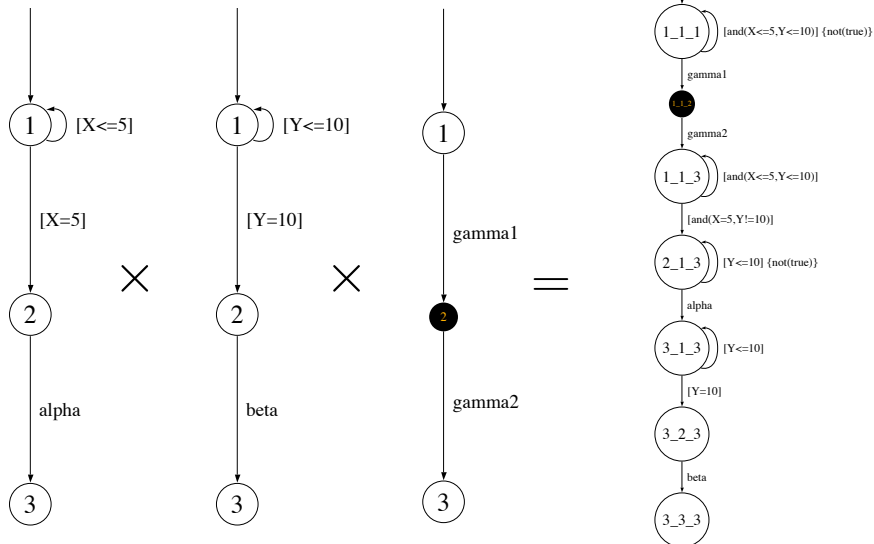 1
[X<=5]
[X=5]
2
alpha
3
×
1
[Y<=10]
[Y=10]
2
beta
3
×
1
gamma1
2
gamma2
3
=
1_1_1
[and(X<=5,Y<=10)] {not(true)}
gamma1
1_1_2
gamma2
1_1_3
[and(X<=5,Y<=10)]
[and(X=5,Y!=10)]
2_1_3
[Y<=10] {not(true)}
alpha
3_1_3
[Y<=10]
[Y=10]
3_2_3
beta
3_3_3